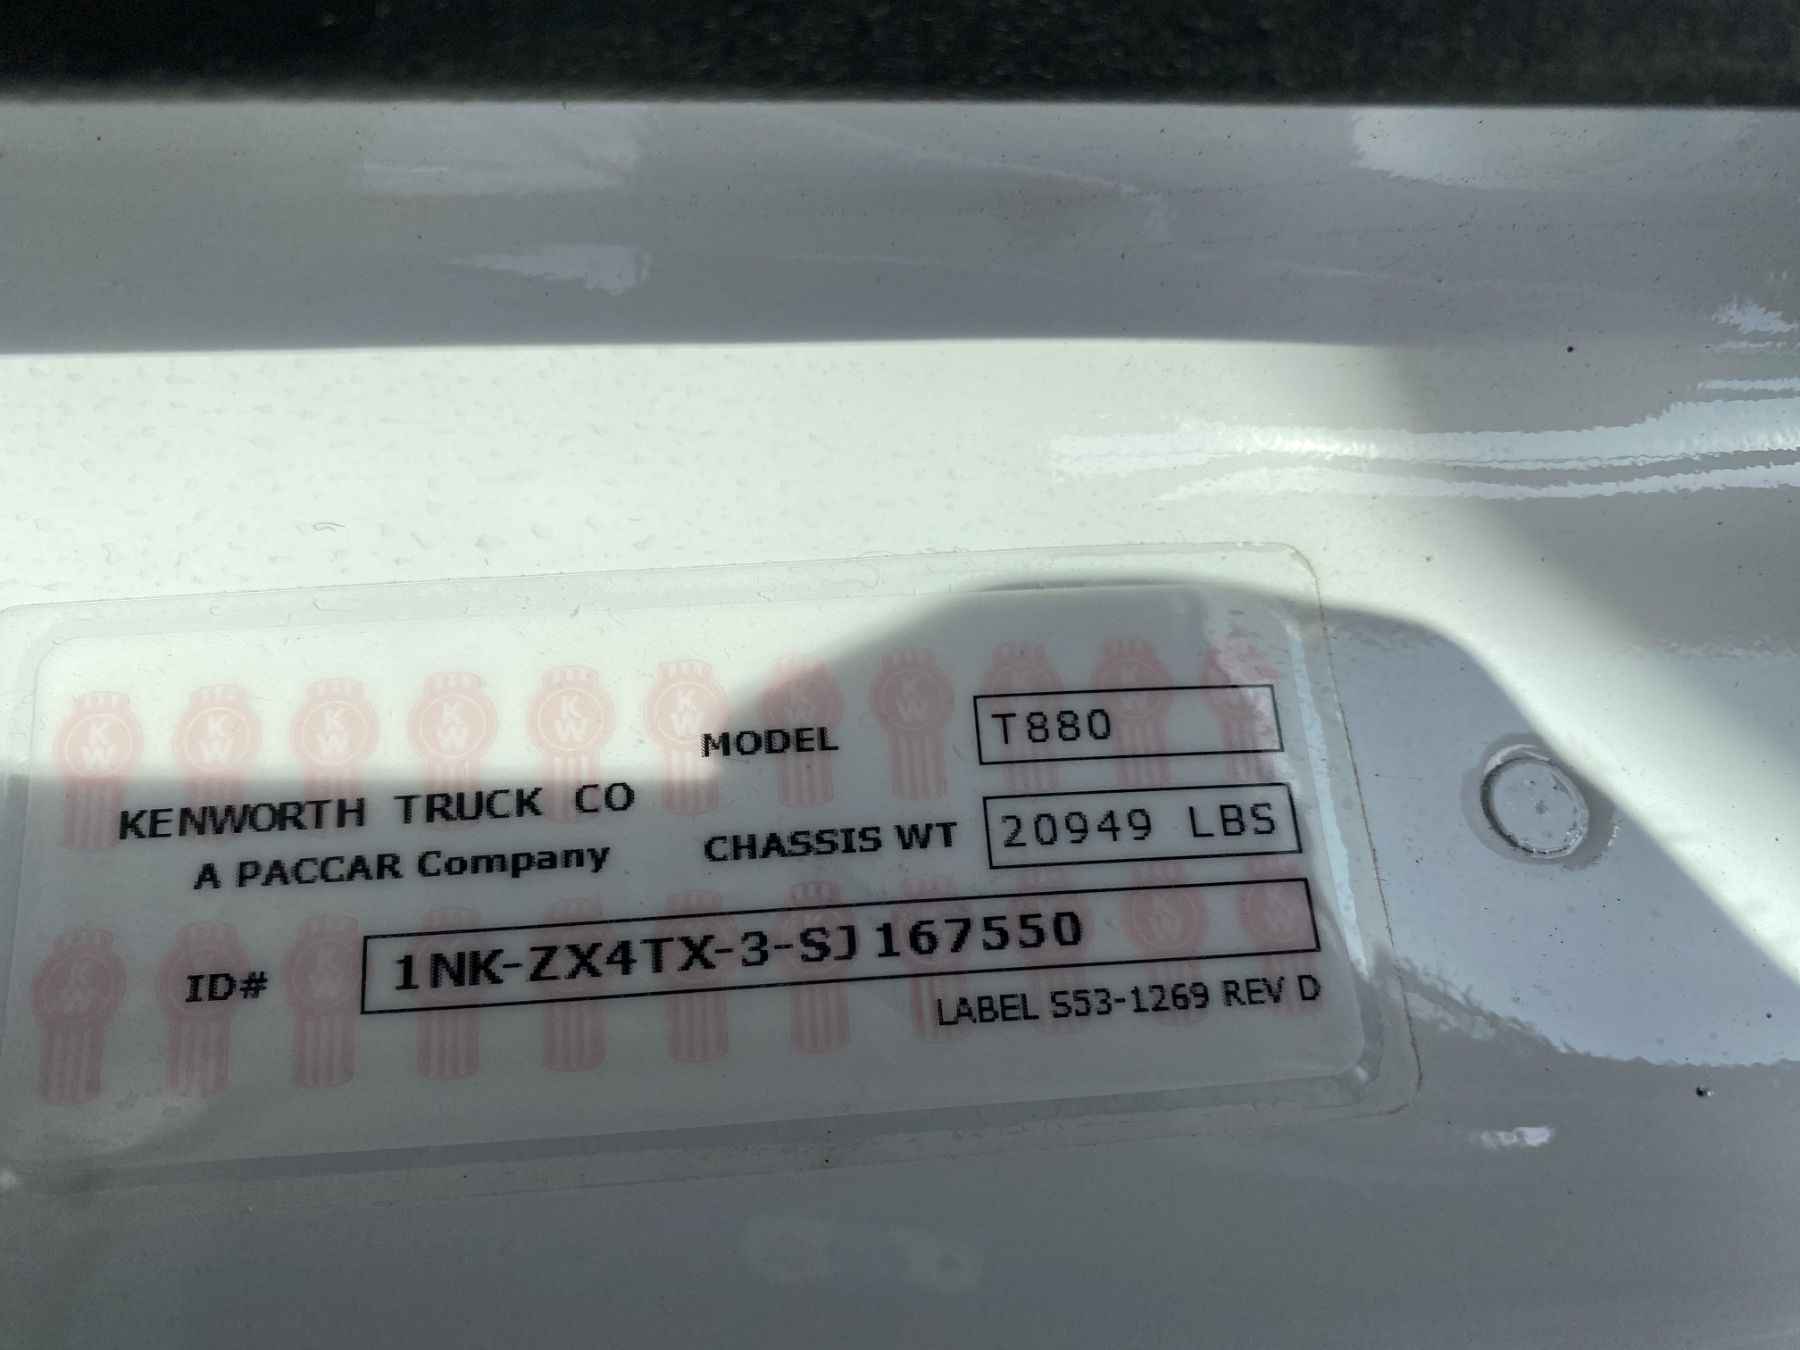 MODEL T880
KENWORTH TRUCK CO
A PACCAR Company
CHASSIS WT 20949 LBS
ID# 1NK-ZX4TX-3-SJ167550
LABEL S53-1269 REV D